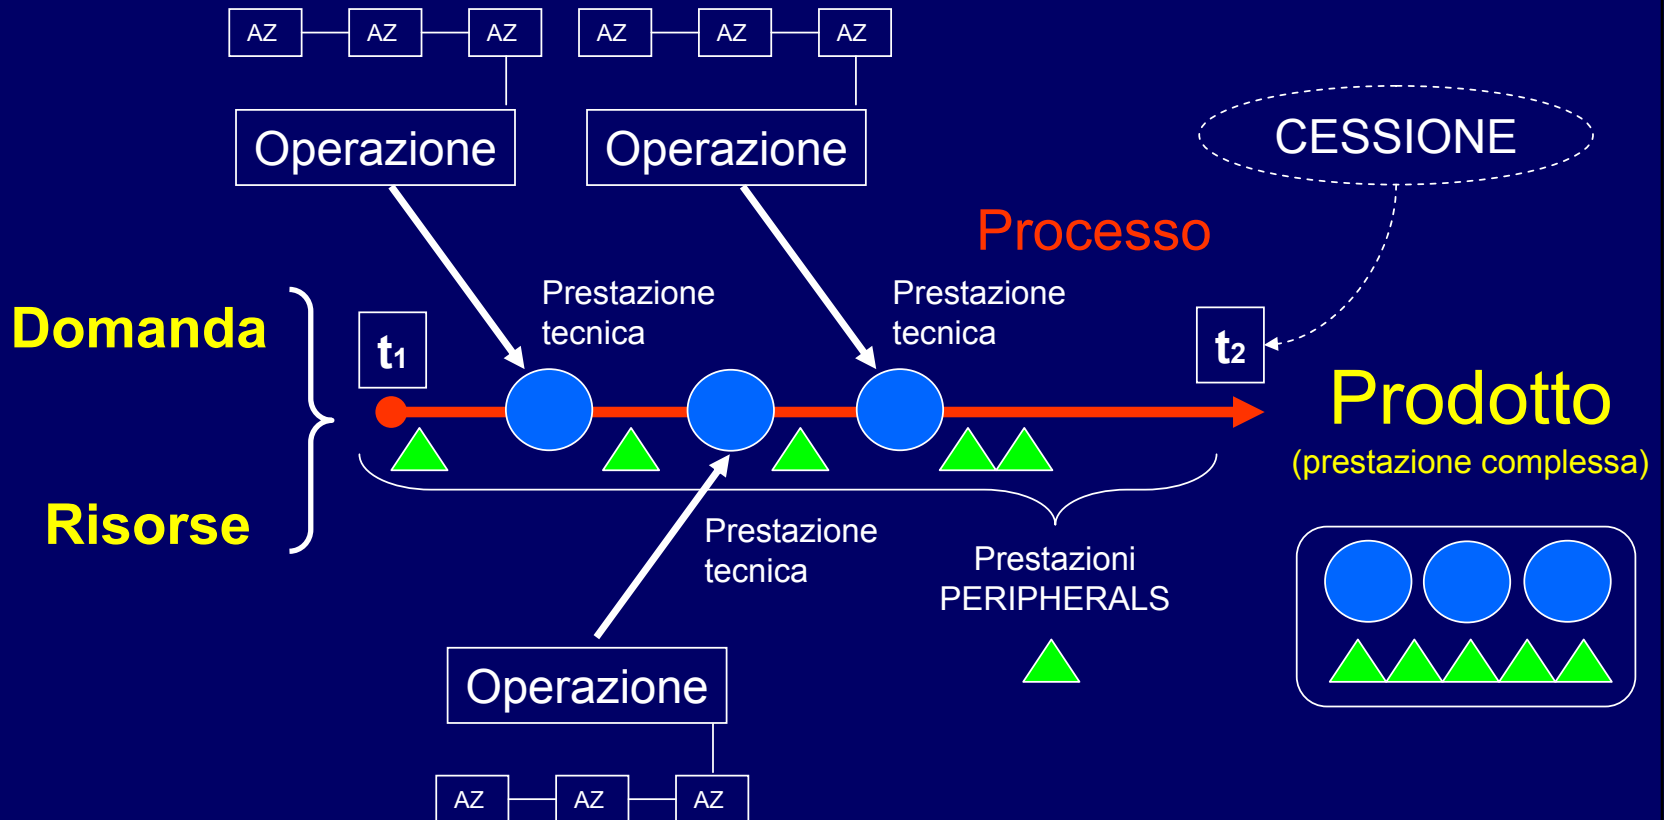 AZ AZ AZ AZ AZ AZ
Operazione Operazione
CESSIONE
Processo
Prestazione
tecnica
Prestazione
tecnica
Domanda
t1
t2
Prodotto
(prestazione complessa)
Risorse
Prestazione
tecnica
Prestazioni
PERIPHERALS
Operazione
AZ AZ AZ